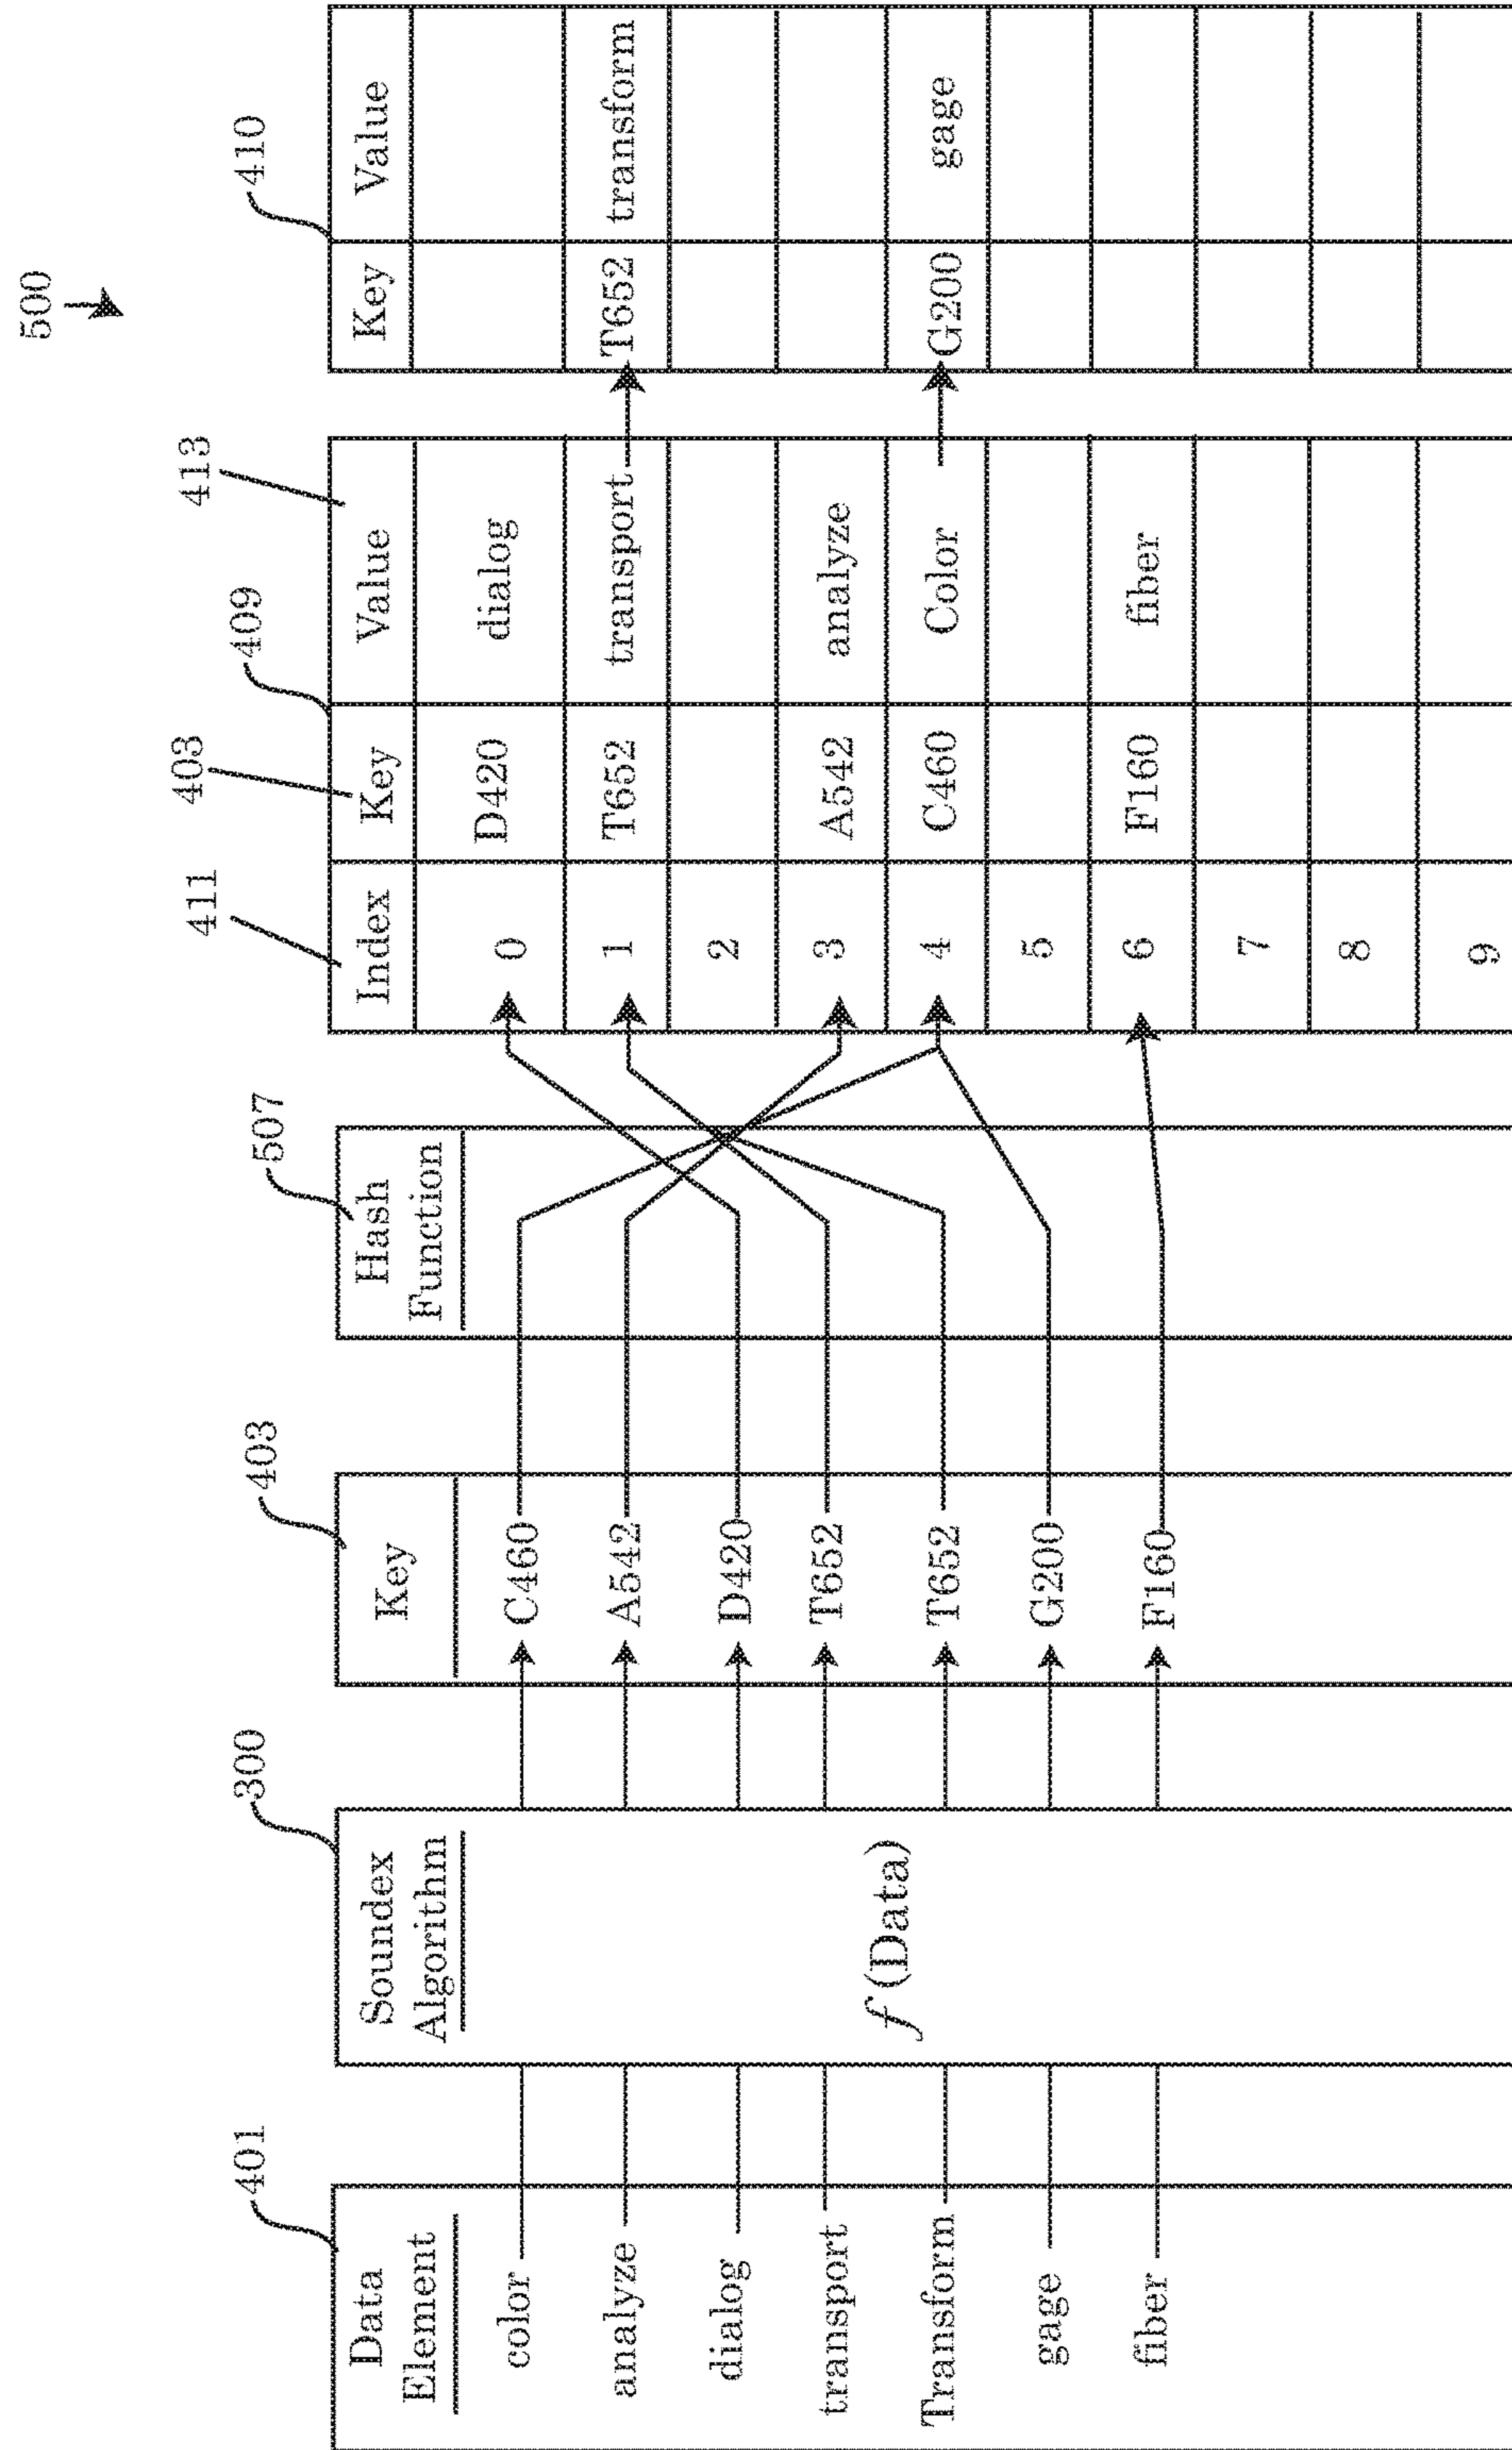 500
401
Data
Element
color
analyze
dialog
transport
Transform
gage
fiber
300
Soundex
Algorithm
f(Data)
403
Key
C460
A542
D420
T652
T652
G200
F160
507
Hash
Function
411 403 409 413
Index Key Value
0 D420 dialog
1 T652 transport
2
3 A542 analyze
4 C460 Color
5
6 F160 fiber
7
8
9
410
Key Value
T652 transform
G200 gage